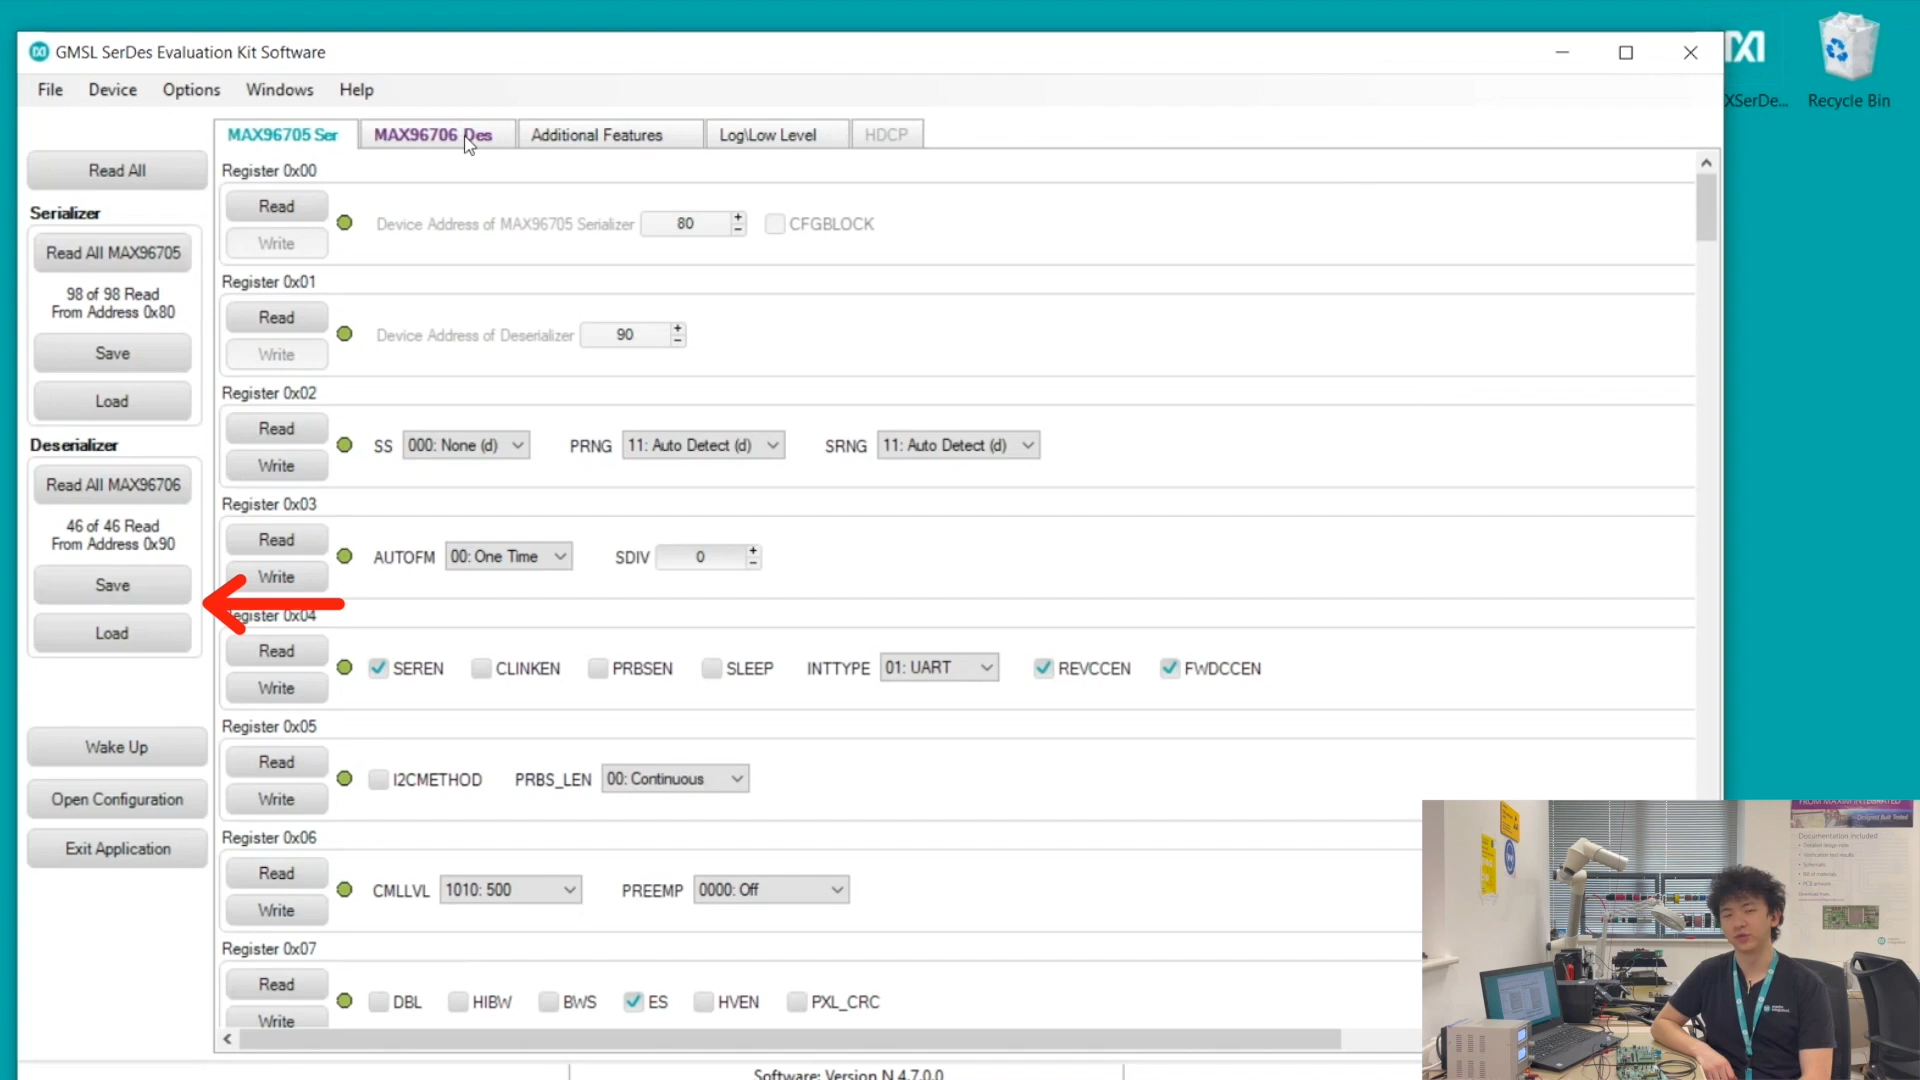 GMSL SerDes Evaluation Kit Software
XSerDe...
Recycle Bin
File Device Options Windows Help
MAX96705 Ser MAX96706 Des Additional Features Log\Low Level HDCP
Read All
Serializer
Read All MAX96705
98 of 98 Read
From Address 0x80
Save
Load
Deserializer
Read All MAX96706
46 of 46 Read
From Address 0x90
Save
Load
Wake Up
Open Configuration
Exit Application
Register 0x00
Read
Write
Device Address of MAX96705 Serializer 80 CFGBLOCK
Register 0x01
Read
Write
Device Address of Deserializer 90
Register 0x02
Read
Write
SS 000: None (d) PRNG 11: Auto Detect (d) SRNG 11: Auto Detect (d)
Register 0x03
Read
Write
AUTOFM 00: One Time SDIV 0
Register 0x04
Read
Write
SEREN CLINKEN PRBSEN SLEEP INTTYPE 01: UART REVCCEN FWDCCEN
Register 0x05
Read
Write
I2CMETHOD PRBS_LEN 00: Continuous
Register 0x06
Read
Write
CMLLVL 1010: 500 PREEMP 0000: Off
Register 0x07
Read
Write
DBL HIBW BWS ES HVEN PXL_CRC
Software: Version N.4.7.0.0
FROM MAXIM INTEGRATED
Documentation included